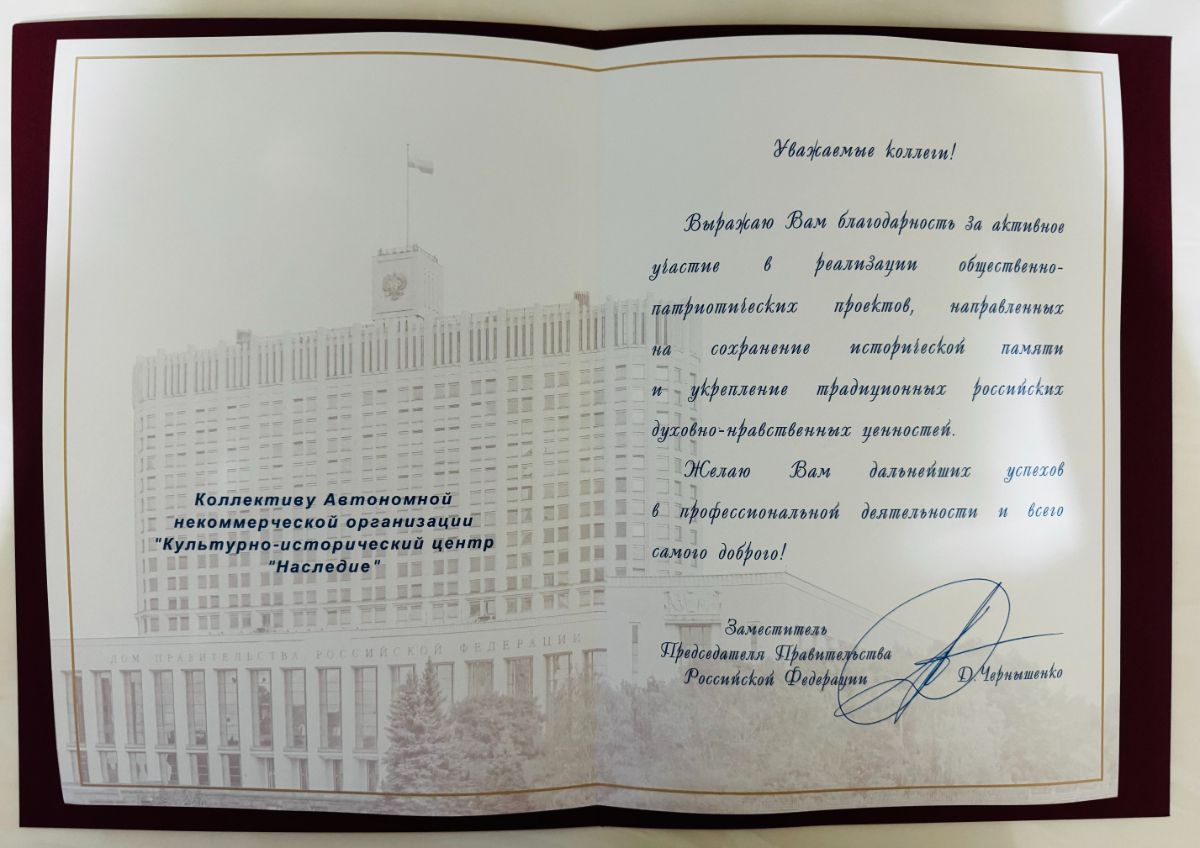 Коллективу Автономной
некоммерческой организации
"Культурно-исторический центр
"Наследие"
ДОМ ПРАВИТЕЛЬСТВА РОССИЙСКОЙ ФЕДЕРАЦИИ
Уважаемые коллеги!
Выражаю Вам благодарность за активное
участие в реализации общественно-
патриотических проектов, направленных
на сохранение исторической памяти
и укрепление традиционных российских
духовно-нравственных ценностей.
Желаю Вам дальнейших успехов
в профессиональной деятельности и всего
самого доброго!
Заместитель
Председателя Правительства
Российской Федерации
Д.Чернышенко